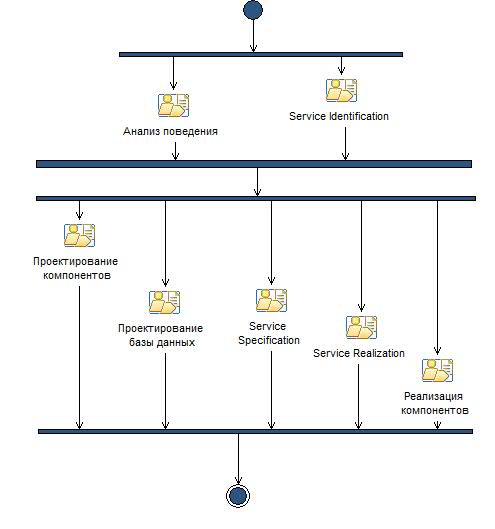 Анализ поведения
Service Identification
Проектирование
компонентов
Проектирование
базы данных
Service
Specification
Service Realization
Реализация
компонентов